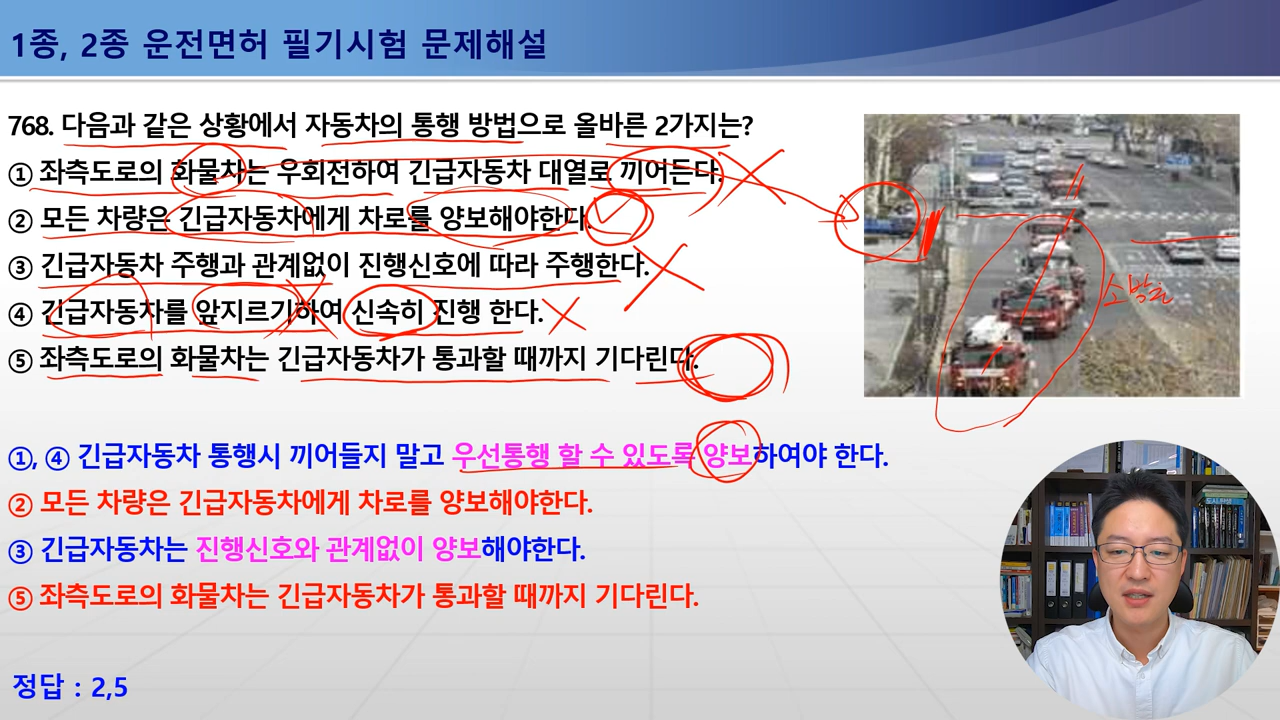 1종, 2종 운전면허 필기시험 문제해설
768. 다음과 같은 상황에서 자동차의 통행 방법으로 올바른 2가지는?
① 좌측도로의 화물차는 우회전하여 긴급자동차 대열로 끼어든다.
② 모든 차량은 긴급자동차에게 차로를 양보해야한다.
③ 긴급자동차 주행과 관계없이 진행신호에 따라 주행한다.
④ 긴급자동차를 앞지르기하여 신속히 진행 한다.
⑤ 좌측도로의 화물차는 긴급자동차가 통과할 때까지 기다린다.
①, ④ 긴급자동차 통행시 끼어들지 말고 우선통행 할 수 있도록 양보하여야 한다.
② 모든 차량은 긴급자동차에게 차로를 양보해야한다.
③ 긴급자동차는 진행신호와 관계없이 양보해야한다.
⑤ 좌측도로의 화물차는 긴급자동차가 통과할 때까지 기다린다.
정답 : 2,5